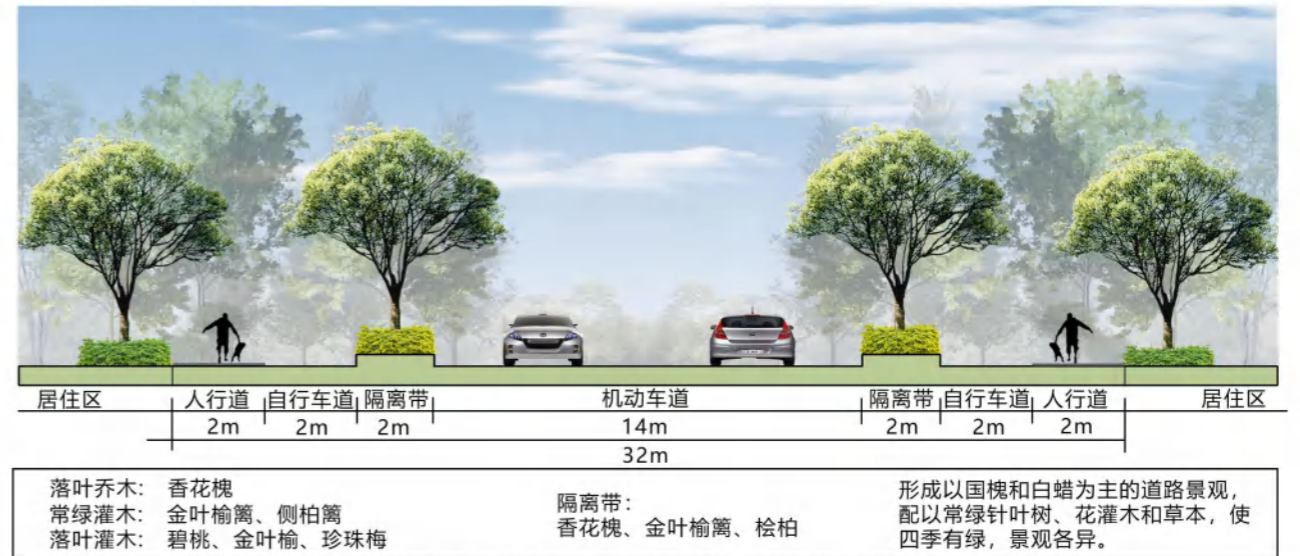 居住区 人行道 自行车道 隔离带 机动车道 隔离带 自行车道 人行道 居住区
2m 2m 2m 14m 2m 2m 2m
32m
落叶乔木： 香花槐
常绿灌木： 金叶榆篱、侧柏篱
落叶灌木： 碧桃、金叶榆、珍珠梅
隔离带：
香花槐、金叶榆篱、桧柏
形成以国槐和白蜡为主的道路景观，
配以常绿针叶树、花灌木和草本，使
四季有绿，景观各异。